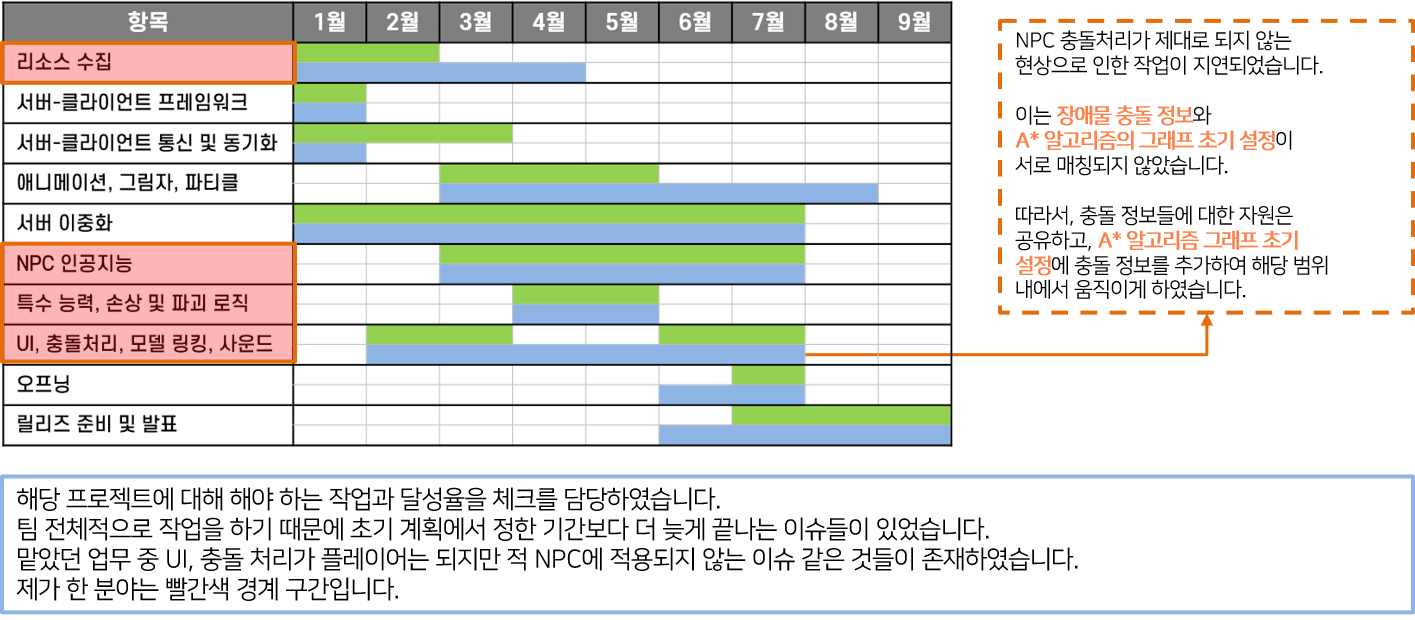 항목 1월 2월 3월 4월 5월 6월 7월 8월 9월
리소스 수집
서버-클라이언트 프레임워크
서버-클라이언트 통신 및 동기화
애니메이션, 그림자, 파티클
서버 이중화
NPC 인공지능
특수 능력, 손상 및 파괴 로직
UI, 충돌처리, 모델 링킹, 사운드
오프닝
릴리즈 준비 및 발표
NPC 충돌처리가 제대로 되지 않는
현상으로 인한 작업이 지연되었습니다.
이는 장애물 충돌 정보와
A* 알고리즘의 그래프 초기 설정이
서로 매칭되지 않았습니다.
따라서, 충돌 정보들에 대한 자원은
공유하고, A* 알고리즘 그래프 초기
설정에 충돌 정보를 추가하여 해당 범위
내에서 움직이게 하였습니다.
해당 프로젝트에 대해 해야 하는 작업과 달성율을 체크를 담당하였습니다.
팀 전체적으로 작업을 하기 때문에 초기 계획에서 정한 기간보다 더 늦게 끝나는 이슈들이 있었습니다.
맡았던 업무 중 UI, 충돌 처리가 플레이어는 되지만 적 NPC에 적용되지 않는 이슈 같은 것들이 존재하였습니다.
제가 한 분야는 빨간색 경계 구간입니다.